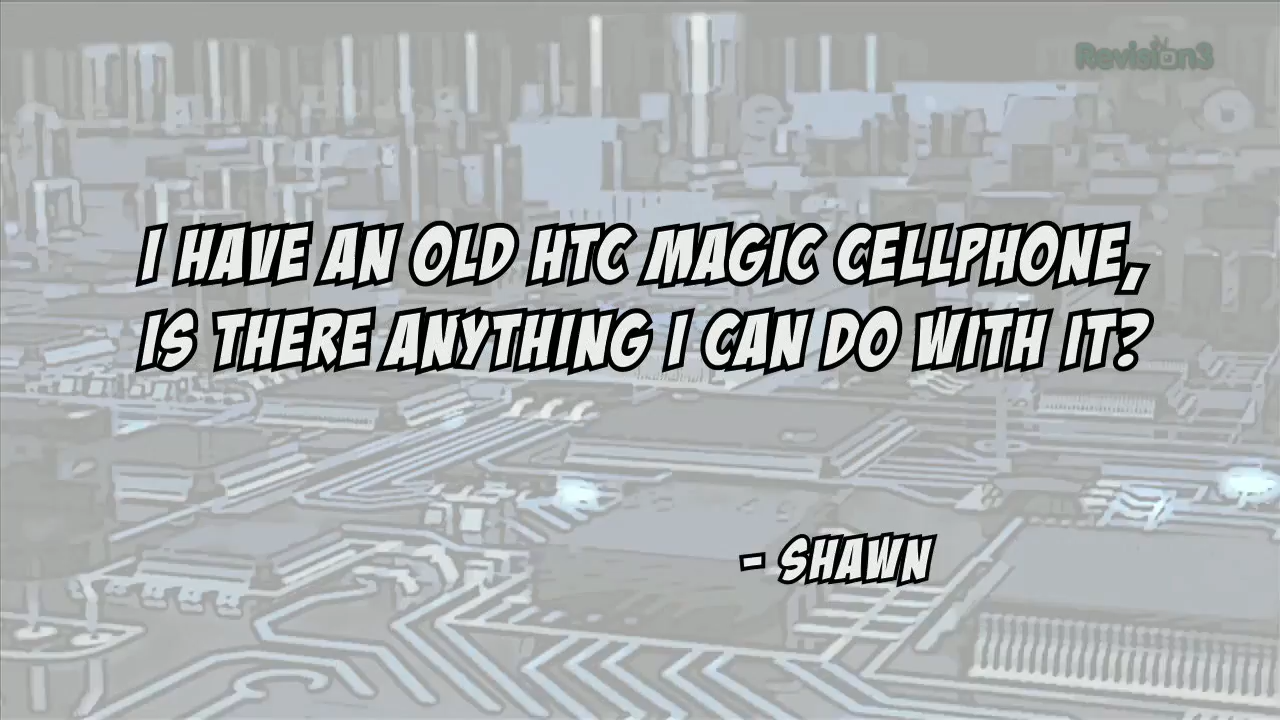 Revision3
I HAVE AN OLD HTC MAGIC CELLPHONE,
IS THERE ANYTHING I CAN DO WITH IT?
- SHAWN